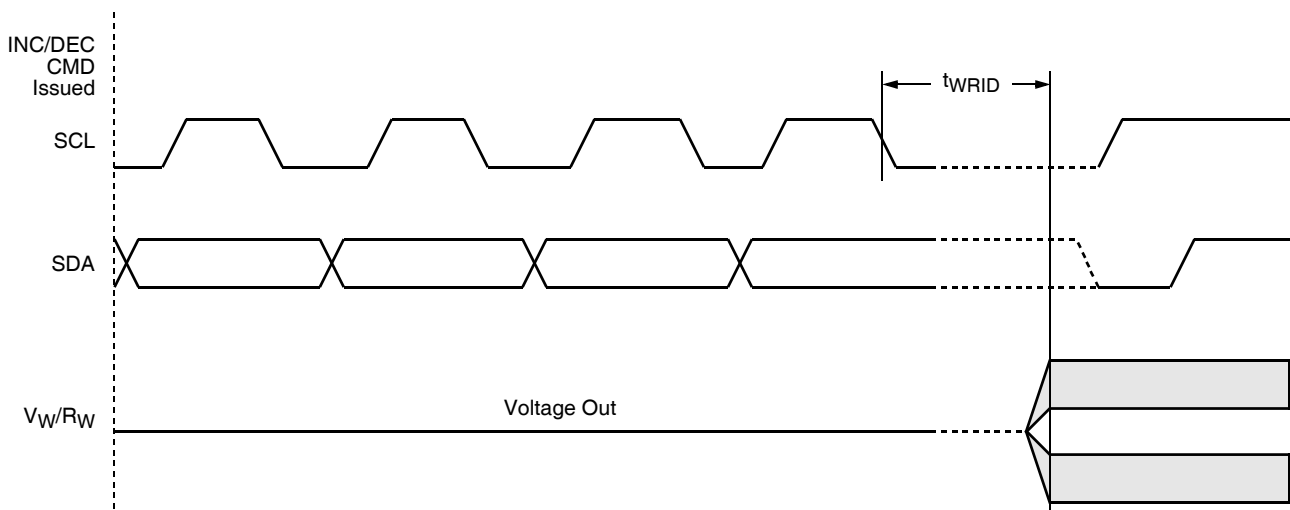 INC/DEC
CMD
Issued
tWRID
SCL
SDA
Voltage Out
VW/RW